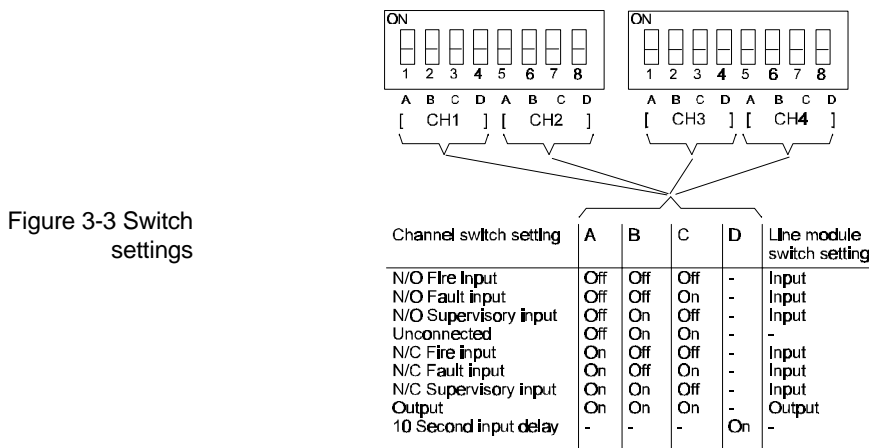 ON ON
1 2 3 4 5 6 7 8 1 2 3 4 5 6 7 8
A B C D A B C D A B C D A B C D
[ CH1 ] [ CH2 ] [ CH3 ] [ CH4 ]
Figure 3-3 Switch
settings
Channel switch setting A B C D Line module
switch setting
N/O Fire Input Off Off Off - Input
N/O Fault input Off Off On - Input
N/O Supervisory input Off On Off - Input
Unconnected Off On On - -
N/C Fire input On Off Off - Input
N/C Fault input On Off On - Input
N/C Supervisory input On On Off - Input
Output On On On - Output
10 Second input delay - - - On -